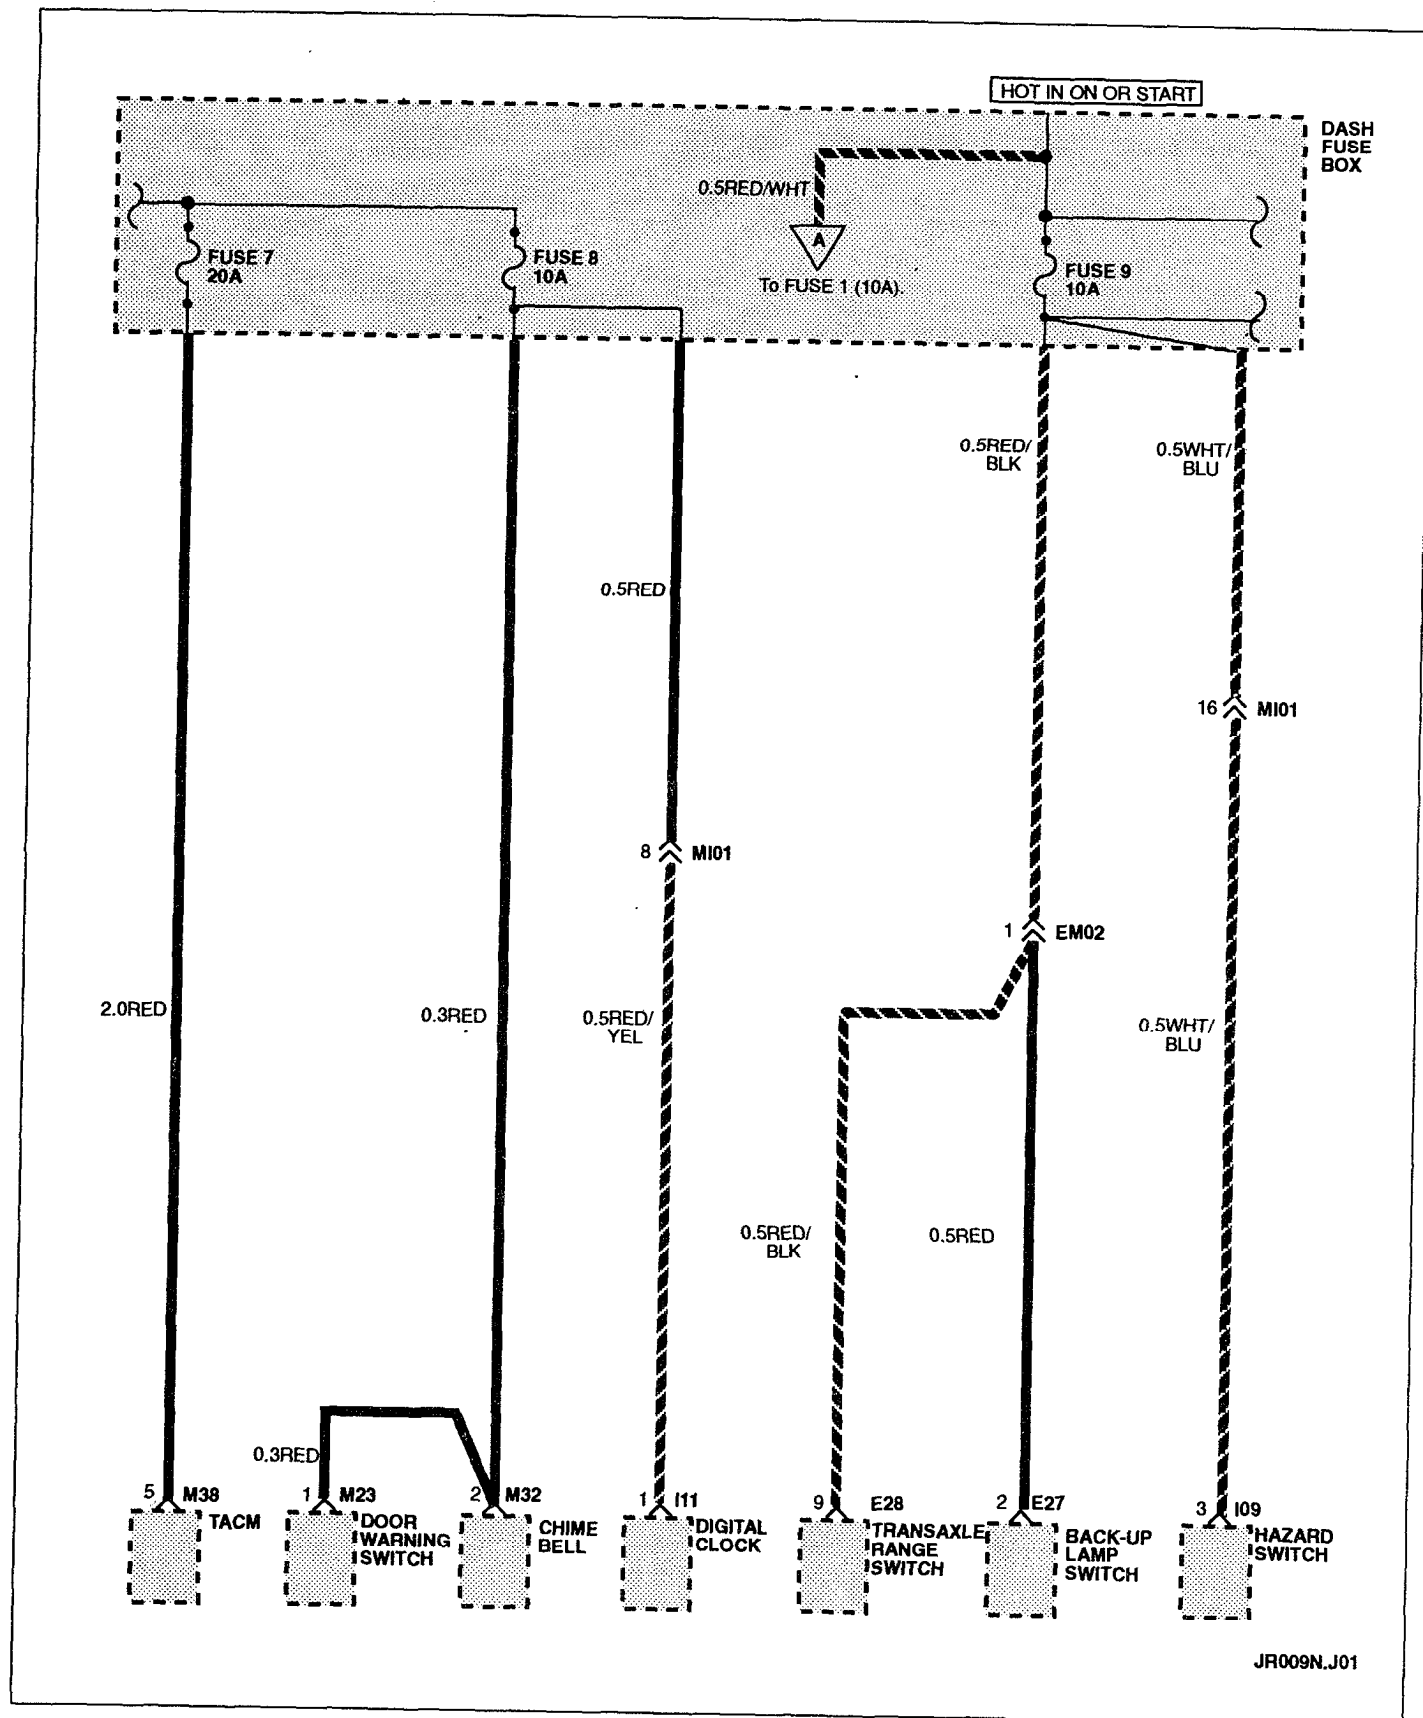 HOT IN ON OR START
DASH
FUSE
BOX
0.5RED/WHT
A
To FUSE 1 (10A).
FUSE 7
20A
FUSE 8
10A
FUSE 9
10A
0.5RED/
BLK
0.5WHT/
BLU
0.5RED
16
MI01
8
MI01
1
EM02
2.0RED
0.3RED
0.5RED/
YEL
0.5WHT/
BLU
0.5RED/
BLK
0.5RED
0.3RED
5
M38
TACM
1
M23
DOOR
WARNING
SWITCH
2
M32
CHIME
BELL
1
I11
DIGITAL
CLOCK
9
E28
TRANSAXLE
RANGE
SWITCH
2
E27
BACK-UP
LAMP
SWITCH
3
I09
HAZARD
SWITCH
JR009N.J01